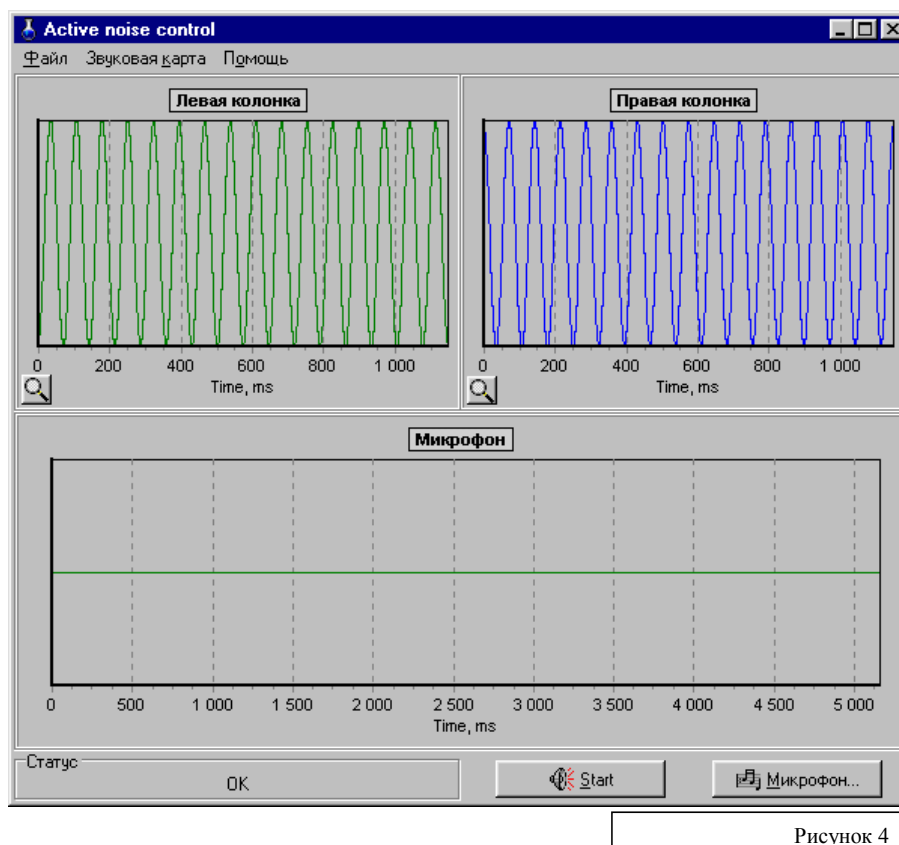 Active noise control
Файл Звуковая карта Помощь
Левая колонка
0 200 400 600 800 1 000
Time, ms
Правая колонка
0 200 400 600 800 1 000
Time, ms
Микрофон
0 500 1 000 1 500 2 000 2 500 3 000 3 500 4 000 4 500 5 000
Time, ms
Статус
OK
Start
Микрофон...
Рисунок 4